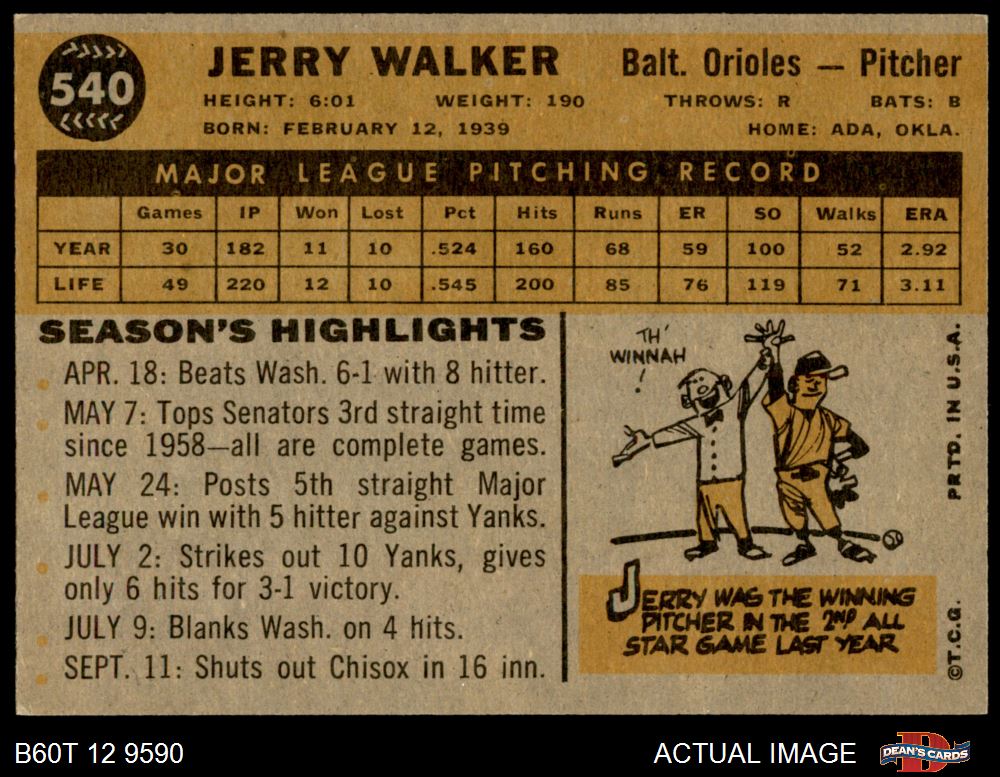 540
JERRY WALKER
Balt. Orioles — Pitcher
HEIGHT: 6:01 WEIGHT: 190 THROWS: R BATS: B
BORN: FEBRUARY 12, 1939 HOME: ADA, OKLA.
MAJOR LEAGUE PITCHING RECORD
Games IP Won Lost Pct Hits Runs ER SO Walks ERA
YEAR 30 182 11 10 .524 160 68 59 100 52 2.92
LIFE 49 220 12 10 .545 200 85 76 119 71 3.11
SEASON'S HIGHLIGHTS
APR. 18: Beats Wash. 6-1 with 8 hitter.
MAY 7: Tops Senators 3rd straight time
since 1958—all are complete games.
MAY 24: Posts 5th straight Major
League win with 5 hitter against Yanks.
JULY 2: Strikes out 10 Yanks, gives
only 6 hits for 3-1 victory.
JULY 9: Blanks Wash. on 4 hits.
SEPT. 11: Shuts out Chisox in 16 inn.
TH'
WINNAH
!
JERRY WAS THE WINNING
PITCHER IN THE 2ND ALL
STAR GAME LAST YEAR
©T.C.G. PRTD. IN U.S.A.
B60T 12 9590
ACTUAL IMAGE
D
DEAN'S CARDS